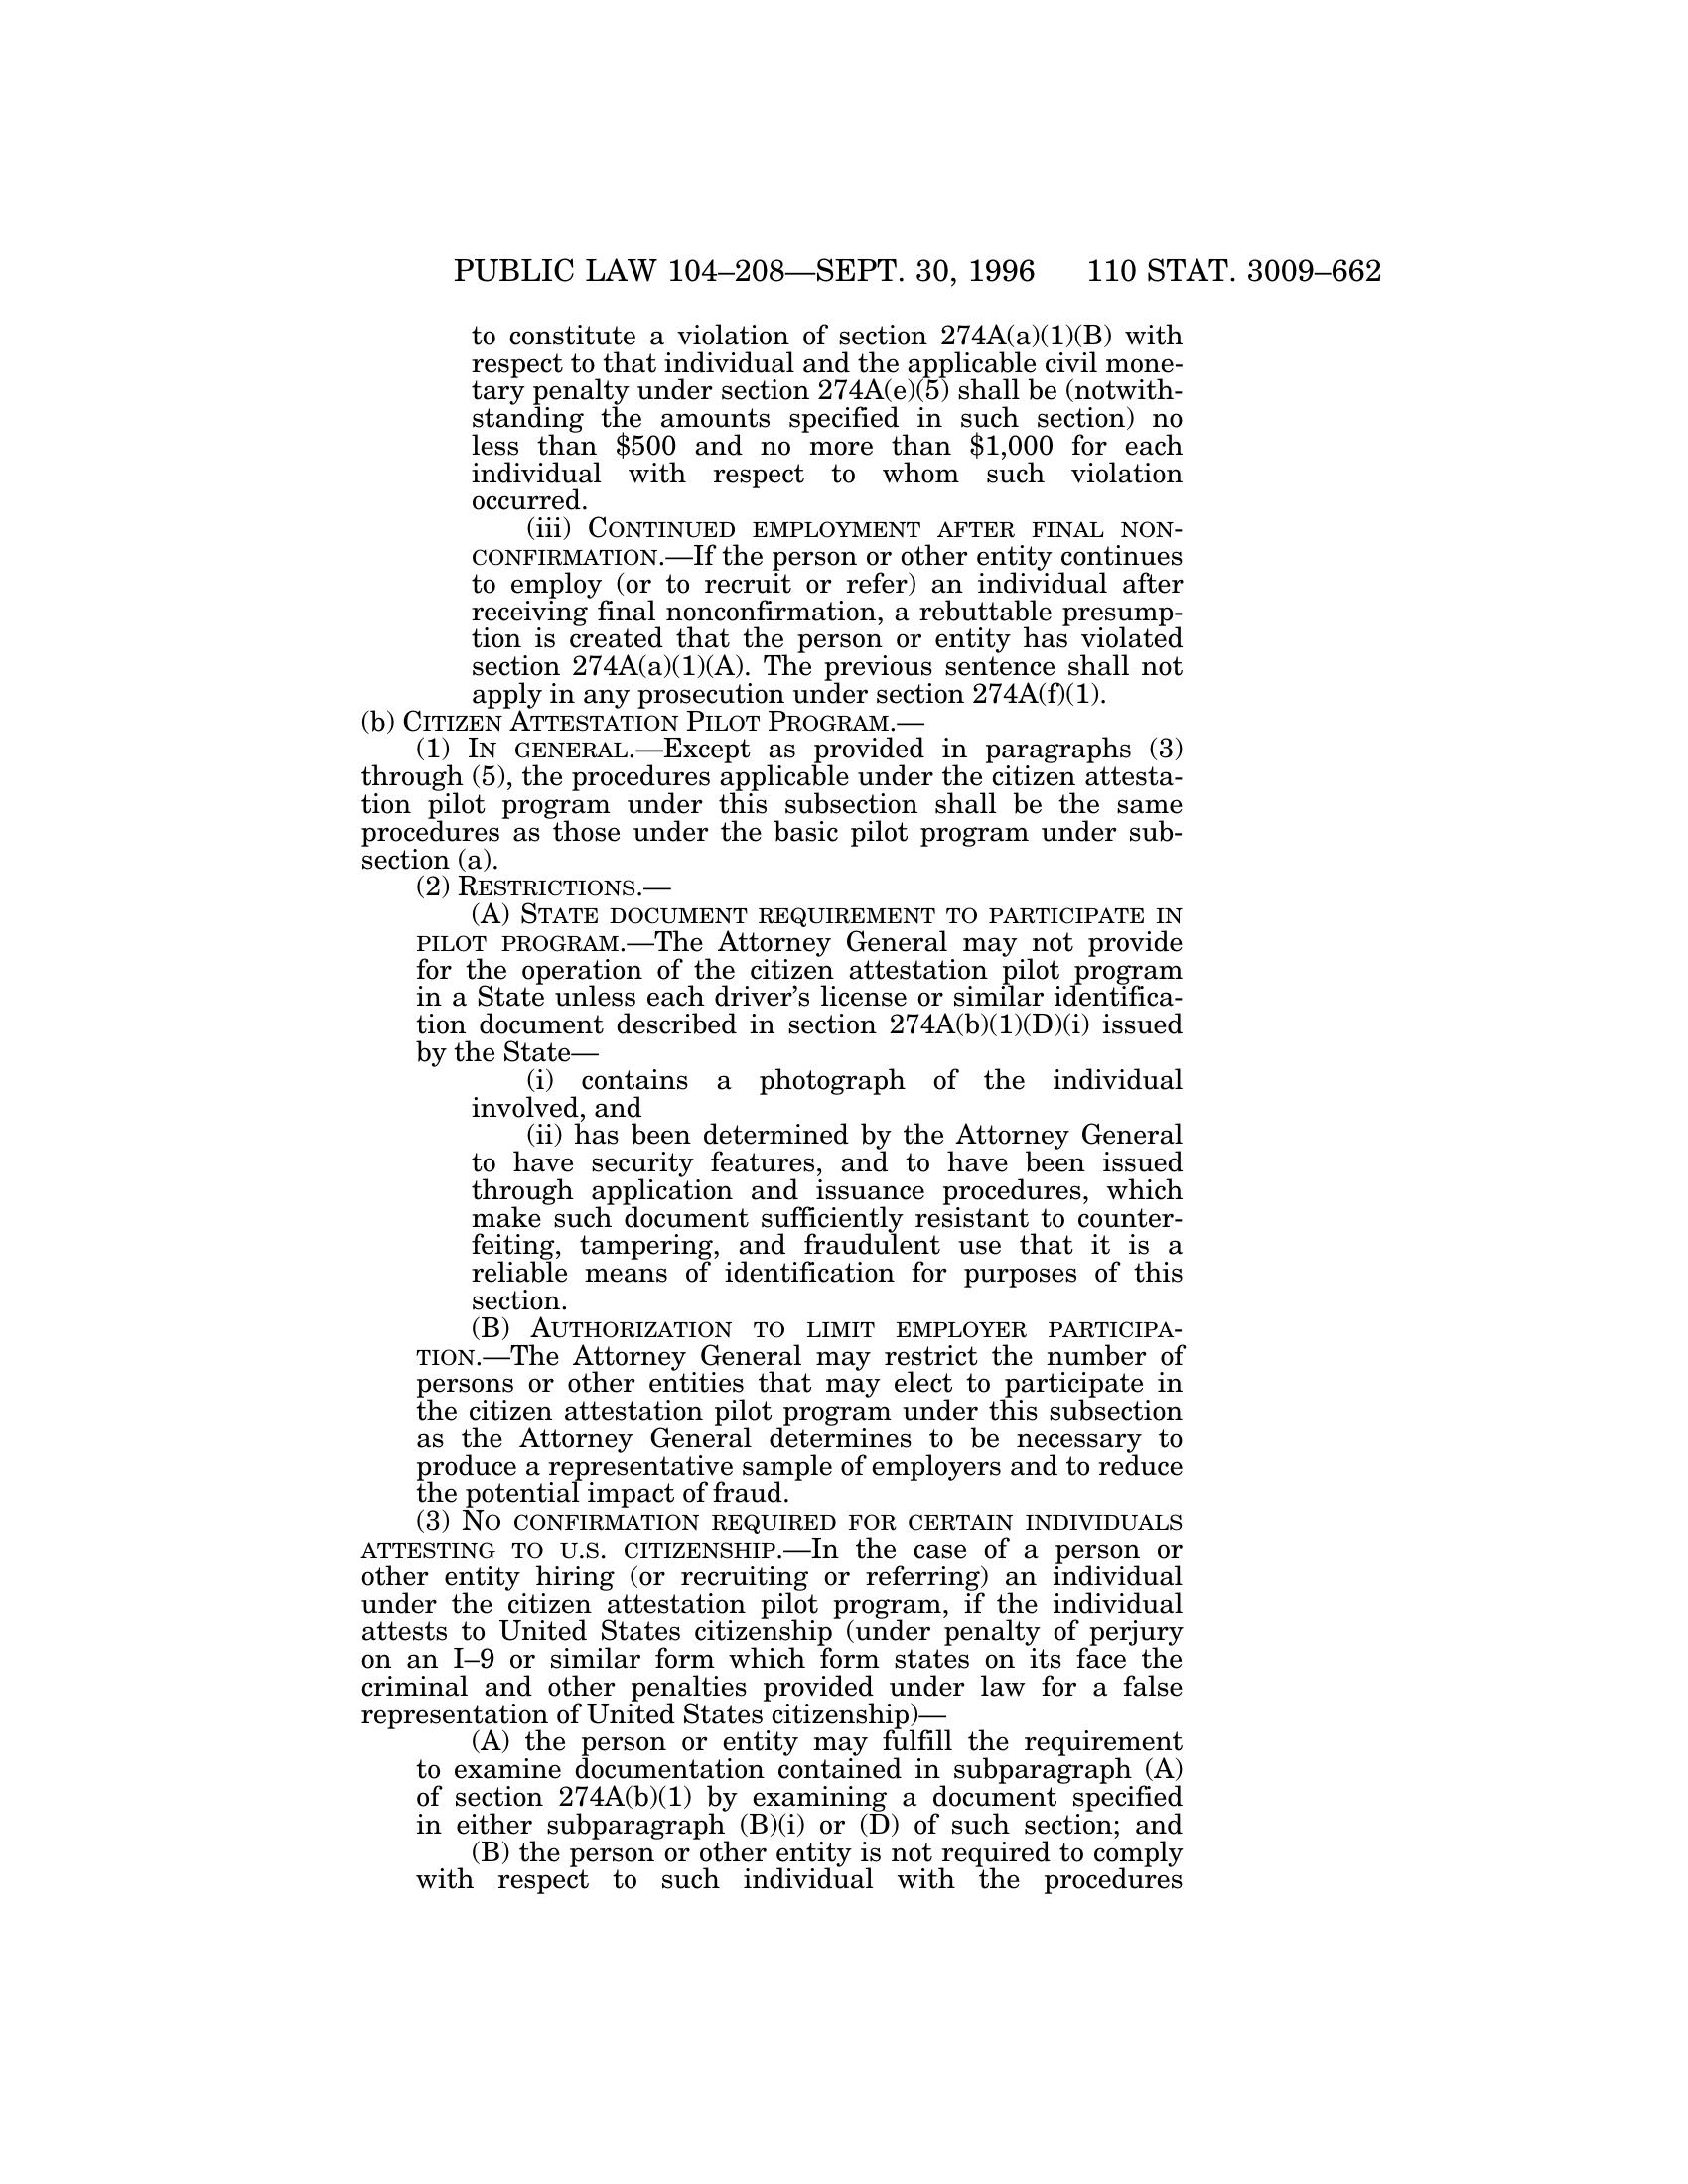 PUBLIC LAW 104–208—SEPT. 30, 1996 110 STAT. 3009–662
to constitute a violation of section 274A(a)(1)(B) with
respect to that individual and the applicable civil mone-
tary penalty under section 274A(e)(5) shall be (notwith-
standing the amounts specified in such section) no
less than $500 and no more than $1,000 for each
individual with respect to whom such violation
occurred.
(iii) CONTINUED EMPLOYMENT AFTER FINAL NON-
CONFIRMATION.—If the person or other entity continues
to employ (or to recruit or refer) an individual after
receiving final nonconfirmation, a rebuttable presump-
tion is created that the person or entity has violated
section 274A(a)(1)(A). The previous sentence shall not
apply in any prosecution under section 274A(f)(1).
(b) CITIZEN ATTESTATION PILOT PROGRAM.—
(1) IN GENERAL.—Except as provided in paragraphs (3)
through (5), the procedures applicable under the citizen attesta-
tion pilot program under this subsection shall be the same
procedures as those under the basic pilot program under sub-
section (a).
(2) RESTRICTIONS.—
(A) STATE DOCUMENT REQUIREMENT TO PARTICIPATE IN
PILOT PROGRAM.—The Attorney General may not provide
for the operation of the citizen attestation pilot program
in a State unless each driver's license or similar identifica-
tion document described in section 274A(b)(1)(D)(i) issued
by the State—
(i) contains a photograph of the individual
involved, and
(ii) has been determined by the Attorney General
to have security features, and to have been issued
through application and issuance procedures, which
make such document sufficiently resistant to counter-
feiting, tampering, and fraudulent use that it is a
reliable means of identification for purposes of this
section.
(B) AUTHORIZATION TO LIMIT EMPLOYER PARTICIPA-
TION.—The Attorney General may restrict the number of
persons or other entities that may elect to participate in
the citizen attestation pilot program under this subsection
as the Attorney General determines to be necessary to
produce a representative sample of employers and to reduce
the potential impact of fraud.
(3) NO CONFIRMATION REQUIRED FOR CERTAIN INDIVIDUALS
ATTESTING TO U.S. CITIZENSHIP.—In the case of a person or
other entity hiring (or recruiting or referring) an individual
under the citizen attestation pilot program, if the individual
attests to United States citizenship (under penalty of perjury
on an I–9 or similar form which form states on its face the
criminal and other penalties provided under law for a false
representation of United States citizenship)—
(A) the person or entity may fulfill the requirement
to examine documentation contained in subparagraph (A)
of section 274A(b)(1) by examining a document specified
in either subparagraph (B)(i) or (D) of such section; and
(B) the person or other entity is not required to comply
with respect to such individual with the procedures